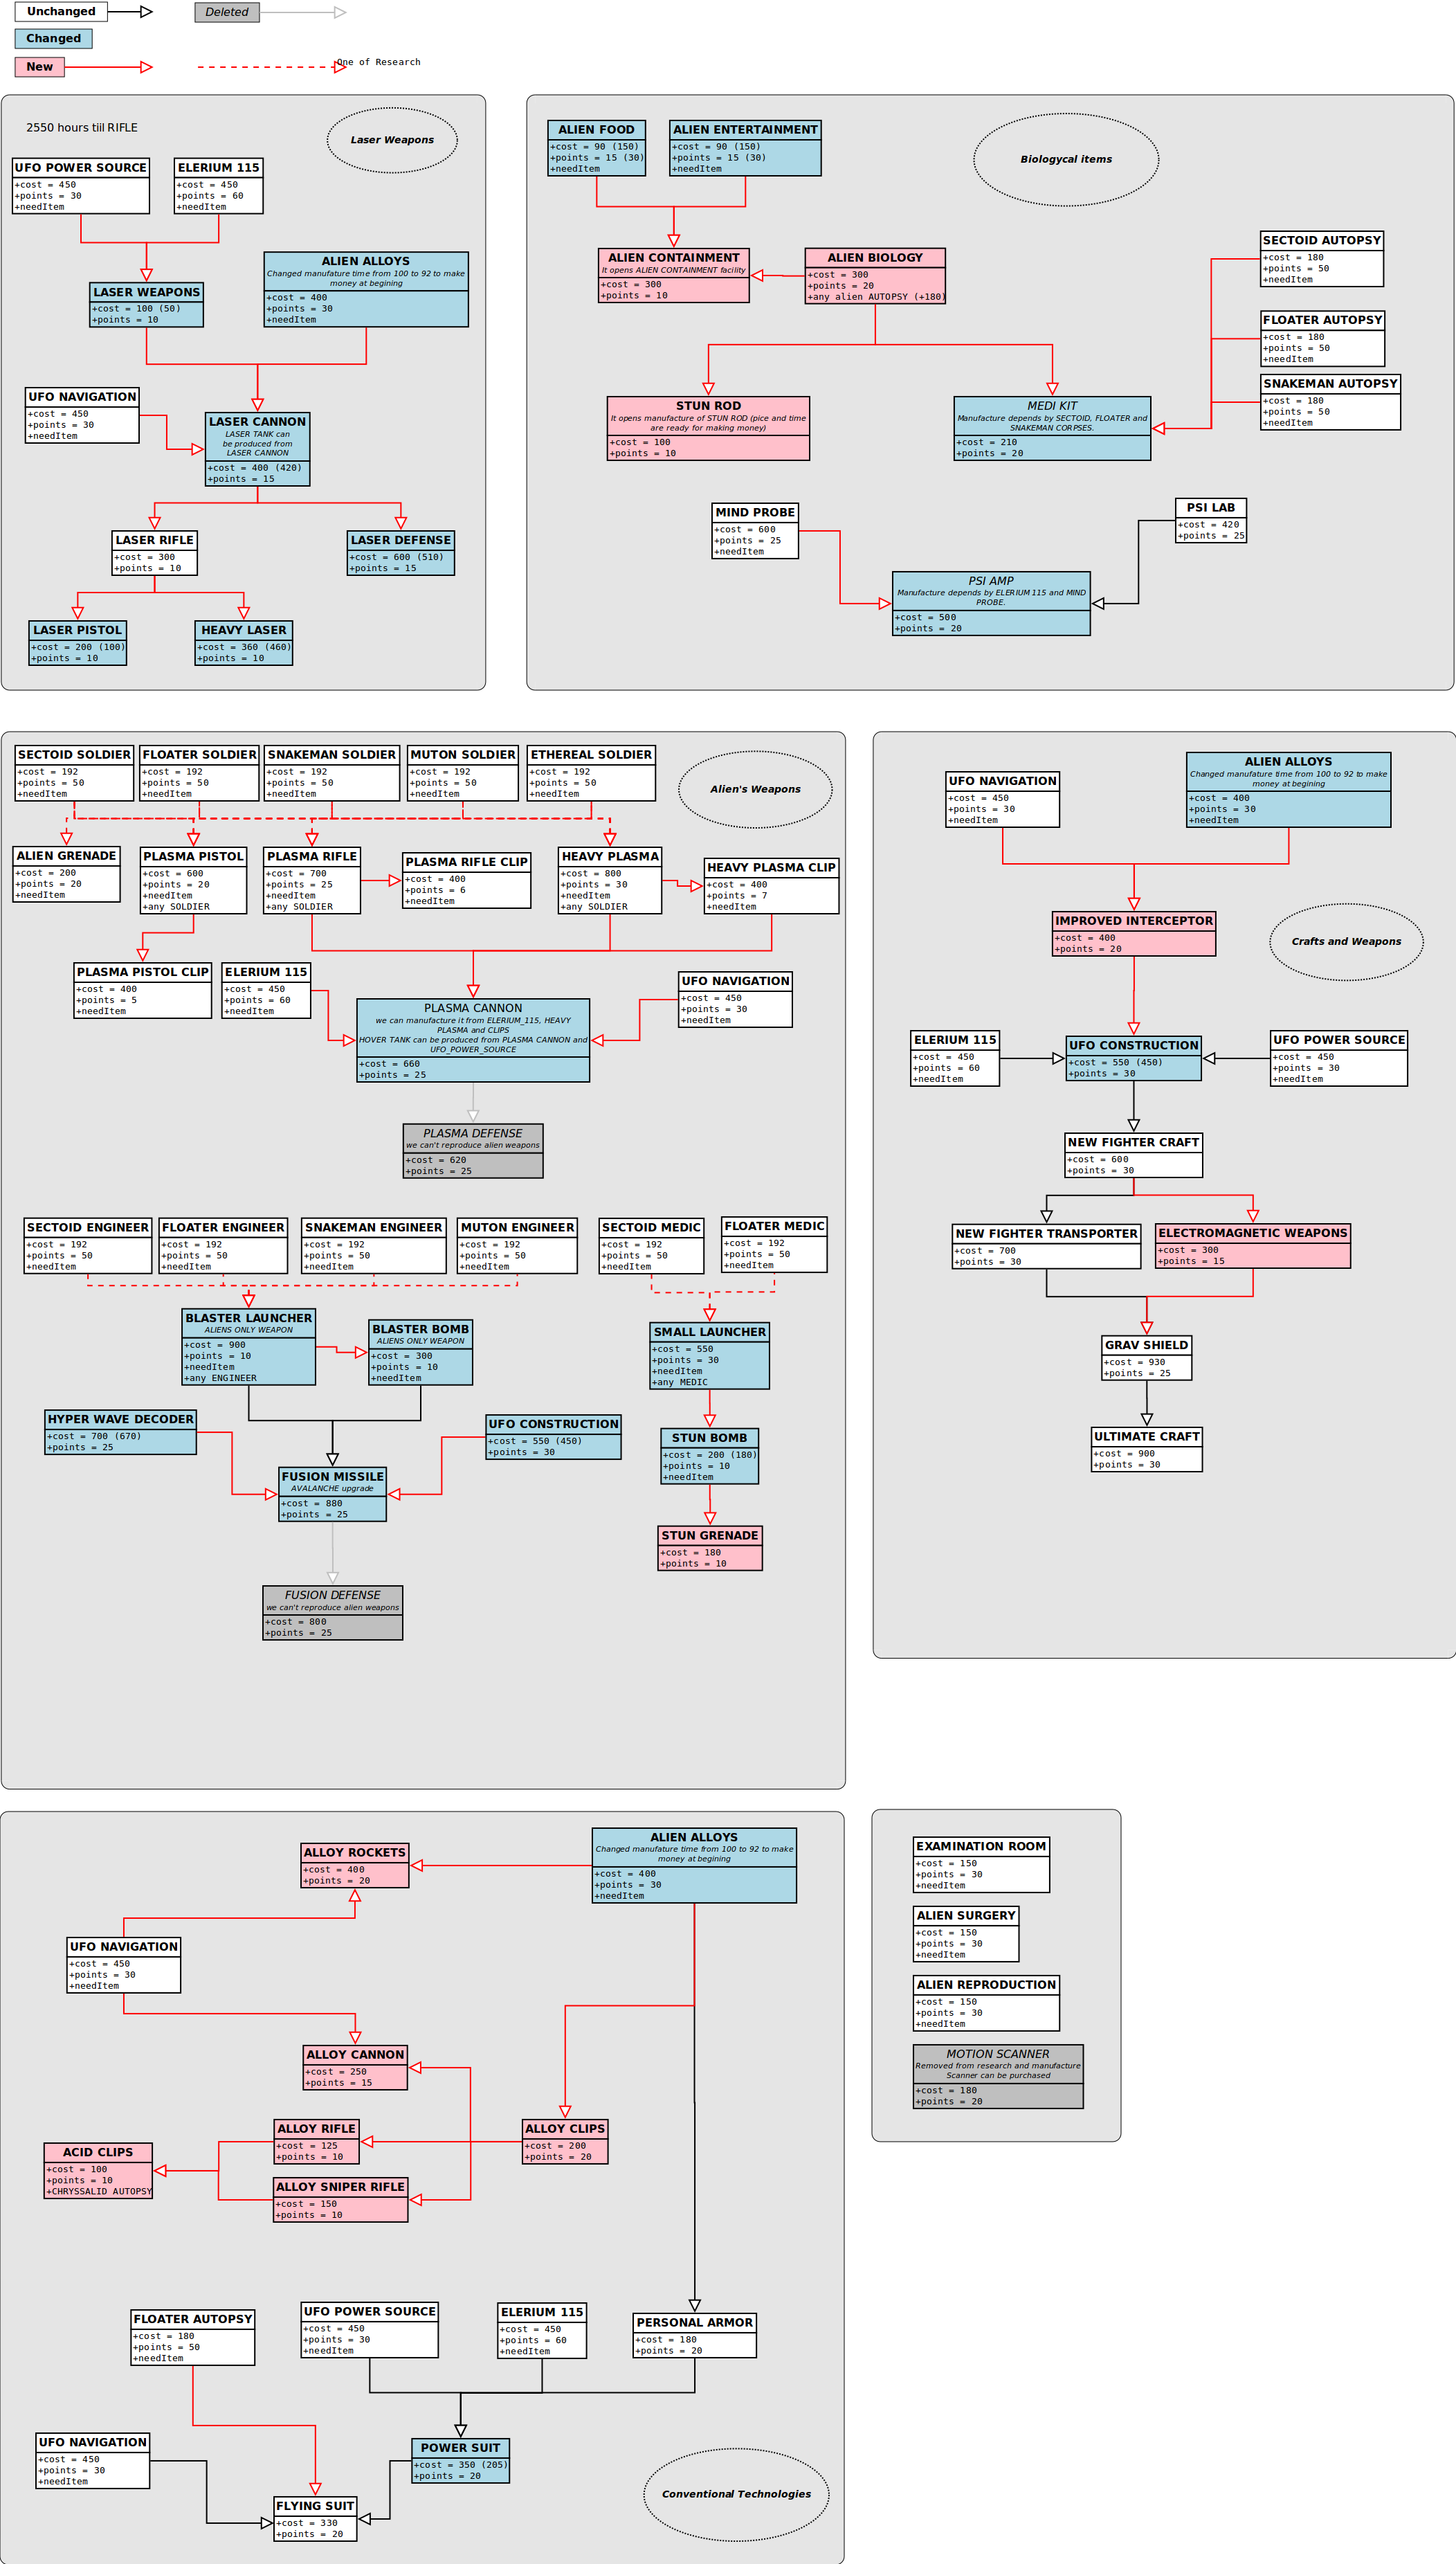 Unchanged
Deleted
Changed
New
One of Research
2550 hours tiil RIFLE
Laser Weapons
UFO POWER SOURCE
+cost = 450
+points = 30
+needItem
ELERIUM 115
+cost = 450
+points = 60
+needItem
ALIEN ALLOYS
Changed manufature time from 100 to 92 to make
money at begining
+cost = 400
+points = 30
+needItem
LASER WEAPONS
+cost = 100 (50)
+points = 10
UFO NAVIGATION
+cost = 450
+points = 30
+needItem
LASER CANNON
LASER TANK can
be produced from
LASER CANNON
+cost = 400 (420)
+points = 15
LASER RIFLE
+cost = 300
+points = 10
LASER DEFENSE
+cost = 600 (510)
+points = 15
LASER PISTOL
+cost = 200 (100)
+points = 10
HEAVY LASER
+cost = 360 (460)
+points = 10
ALIEN FOOD
+cost = 90 (150)
+points = 15 (30)
+needItem
ALIEN ENTERTAINMENT
+cost = 90 (150)
+points = 15 (30)
+needItem
Biologycal items
ALIEN CONTAINMENT
It opens ALIEN CONTAINMENT facility
+cost = 300
+points = 10
ALIEN BIOLOGY
+cost = 300
+points = 20
+any alien AUTOPSY (+180)
SECTOID AUTOPSY
+cost = 180
+points = 50
+needItem
FLOATER AUTOPSY
+cost = 180
+points = 50
+needItem
SNAKEMAN AUTOPSY
+cost = 180
+points = 50
+needItem
STUN ROD
It opens manufacture of STUN ROD (pice and time
are ready for making money)
+cost = 100
+points = 10
MEDI KIT
Manufacture depends by SECTOID, FLOATER and
SNAKEMAN CORPSES.
+cost = 210
+points = 20
MIND PROBE
+cost = 600
+points = 25
+needItem
PSI LAB
+cost = 420
+points = 25
PSI AMP
Manufacture depends by ELERIUM 115 and MIND
PROBE.
+cost = 500
+points = 20
SECTOID SOLDIER
+cost = 192
+points = 50
+needItem
FLOATER SOLDIER
+cost = 192
+points = 50
+needItem
SNAKEMAN SOLDIER
+cost = 192
+points = 50
+needItem
MUTON SOLDIER
+cost = 192
+points = 50
+needItem
ETHEREAL SOLDIER
+cost = 192
+points = 50
+needItem
Alien's Weapons
ALIEN GRENADE
+cost = 200
+points = 20
+needItem
PLASMA PISTOL
+cost = 600
+points = 20
+needItem
+any SOLDIER
PLASMA RIFLE
+cost = 700
+points = 25
+needItem
+any SOLDIER
PLASMA RIFLE CLIP
+cost = 400
+points = 6
+needItem
HEAVY PLASMA
+cost = 800
+points = 30
+needItem
+any SOLDIER
HEAVY PLASMA CLIP
+cost = 400
+points = 7
+needItem
PLASMA PISTOL CLIP
+cost = 400
+points = 5
+needItem
ELERIUM 115
+cost = 450
+points = 60
+needItem
PLASMA CANNON
we can manufacture it from ELERIUM_115, HEAVY
PLASMA and CLIPS
HOVER TANK can be produced from PLASMA CANNON and
UFO_POWER_SOURCE
+cost = 660
+points = 25
UFO NAVIGATION
+cost = 450
+points = 30
+needItem
PLASMA DEFENSE
we can't reproduce alien weapons
+cost = 620
+points = 25
SECTOID ENGINEER
+cost = 192
+points = 50
+needItem
FLOATER ENGINEER
+cost = 192
+points = 50
+needItem
SNAKEMAN ENGINEER
+cost = 192
+points = 50
+needItem
MUTON ENGINEER
+cost = 192
+points = 50
+needItem
SECTOID MEDIC
+cost = 192
+points = 50
+needItem
FLOATER MEDIC
+cost = 192
+points = 50
+needItem
BLASTER LAUNCHER
ALIENS ONLY WEAPON
+cost = 900
+points = 10
+needItem
+any ENGINEER
BLASTER BOMB
ALIENS ONLY WEAPON
+cost = 300
+points = 10
+needItem
SMALL LAUNCHER
+cost = 550
+points = 30
+needItem
+any MEDIC
HYPER WAVE DECODER
+cost = 700 (670)
+points = 25
UFO CONSTRUCTION
+cost = 550 (450)
+points = 30
STUN BOMB
+cost = 200 (180)
+points = 10
+needItem
FUSION MISSILE
AVALANCHE upgrade
+cost = 880
+points = 25
STUN GRENADE
+cost = 180
+points = 10
FUSION DEFENSE
we can't reproduce alien weapons
+cost = 800
+points = 25
UFO NAVIGATION
+cost = 450
+points = 30
+needItem
ALIEN ALLOYS
Changed manufature time from 100 to 92 to make
money at begining
+cost = 400
+points = 30
+needItem
IMPROVED INTERCEPTOR
+cost = 400
+points = 20
Crafts and Weapons
ELERIUM 115
+cost = 450
+points = 60
+needItem
UFO CONSTRUCTION
+cost = 550 (450)
+points = 30
UFO POWER SOURCE
+cost = 450
+points = 30
+needItem
NEW FIGHTER CRAFT
+cost = 600
+points = 30
NEW FIGHTER TRANSPORTER
+cost = 700
+points = 30
ELECTROMAGNETIC WEAPONS
+cost = 300
+points = 15
GRAV SHIELD
+cost = 930
+points = 25
ULTIMATE CRAFT
+cost = 900
+points = 30
ALLOY ROCKETS
+cost = 400
+points = 20
ALIEN ALLOYS
Changed manufature time from 100 to 92 to make
money at begining
+cost = 400
+points = 30
+needItem
UFO NAVIGATION
+cost = 450
+points = 30
+needItem
ALLOY CANNON
+cost = 250
+points = 15
ALLOY RIFLE
+cost = 125
+points = 10
ALLOY CLIPS
+cost = 200
+points = 20
ACID CLIPS
+cost = 100
+points = 10
+CHRYSSALID AUTOPSY
ALLOY SNIPER RIFLE
+cost = 150
+points = 10
FLOATER AUTOPSY
+cost = 180
+points = 50
+needItem
UFO POWER SOURCE
+cost = 450
+points = 30
+needItem
ELERIUM 115
+cost = 450
+points = 60
+needItem
PERSONAL ARMOR
+cost = 180
+points = 20
UFO NAVIGATION
+cost = 450
+points = 30
+needItem
POWER SUIT
+cost = 350 (205)
+points = 20
FLYING SUIT
+cost = 330
+points = 20
Conventional Technologies
EXAMINATION ROOM
+cost = 150
+points = 30
+needItem
ALIEN SURGERY
+cost = 150
+points = 30
+needItem
ALIEN REPRODUCTION
+cost = 150
+points = 30
+needItem
MOTION SCANNER
Removed from research and manufacture
Scanner can be purchased
+cost = 180
+points = 20